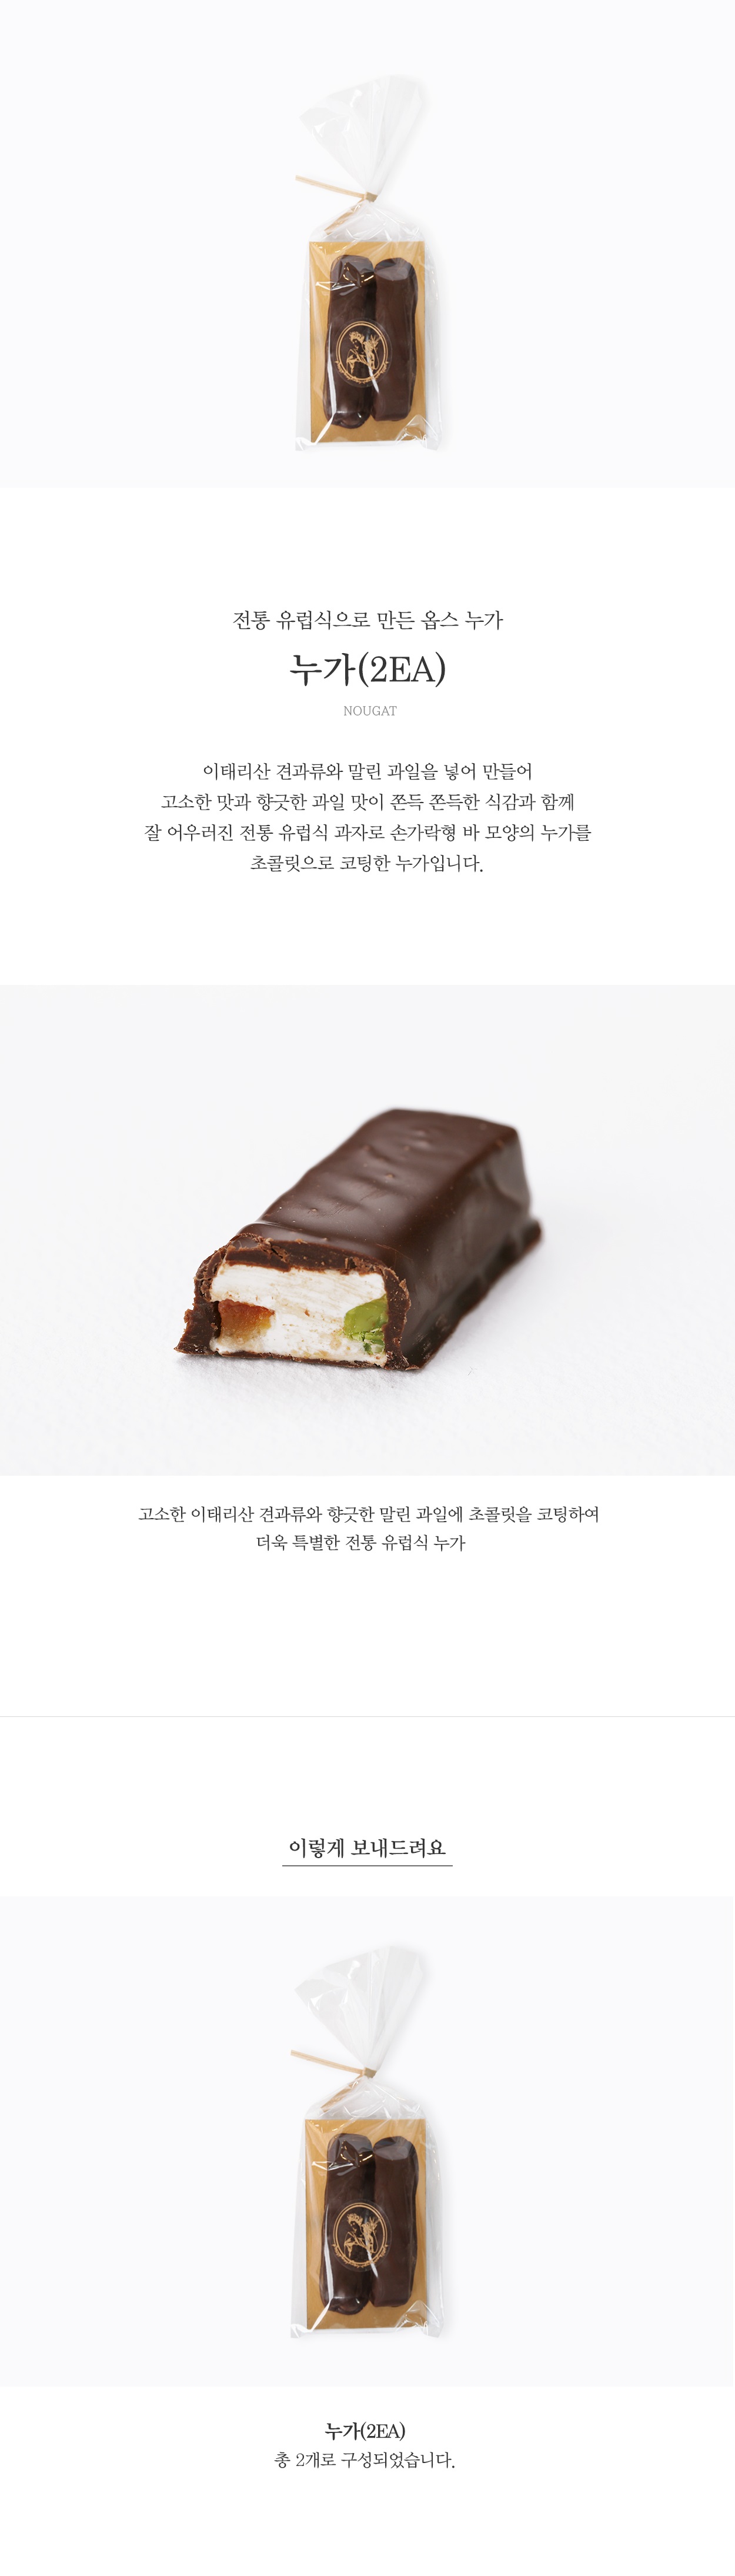 전통 유럽식으로 만든 옵스 누가
누가(2EA)
NOUGAT
이태리산 견과류와 말린 과일을 넣어 만들어
고소한 맛과 향긋한 과일 맛이 쫀득 쫀득한 식감과 함께
잘 어우러진 전통 유럽식 과자로 손가락형 바 모양의 누가를
초콜릿으로 코팅한 누가입니다.
고소한 이태리산 견과류와 향긋한 말린 과일에 초콜릿을 코팅하여
더욱 특별한 전통 유럽식 누가
이렇게 보내드려요
누가(2EA)
총 2개로 구성되었습니다.